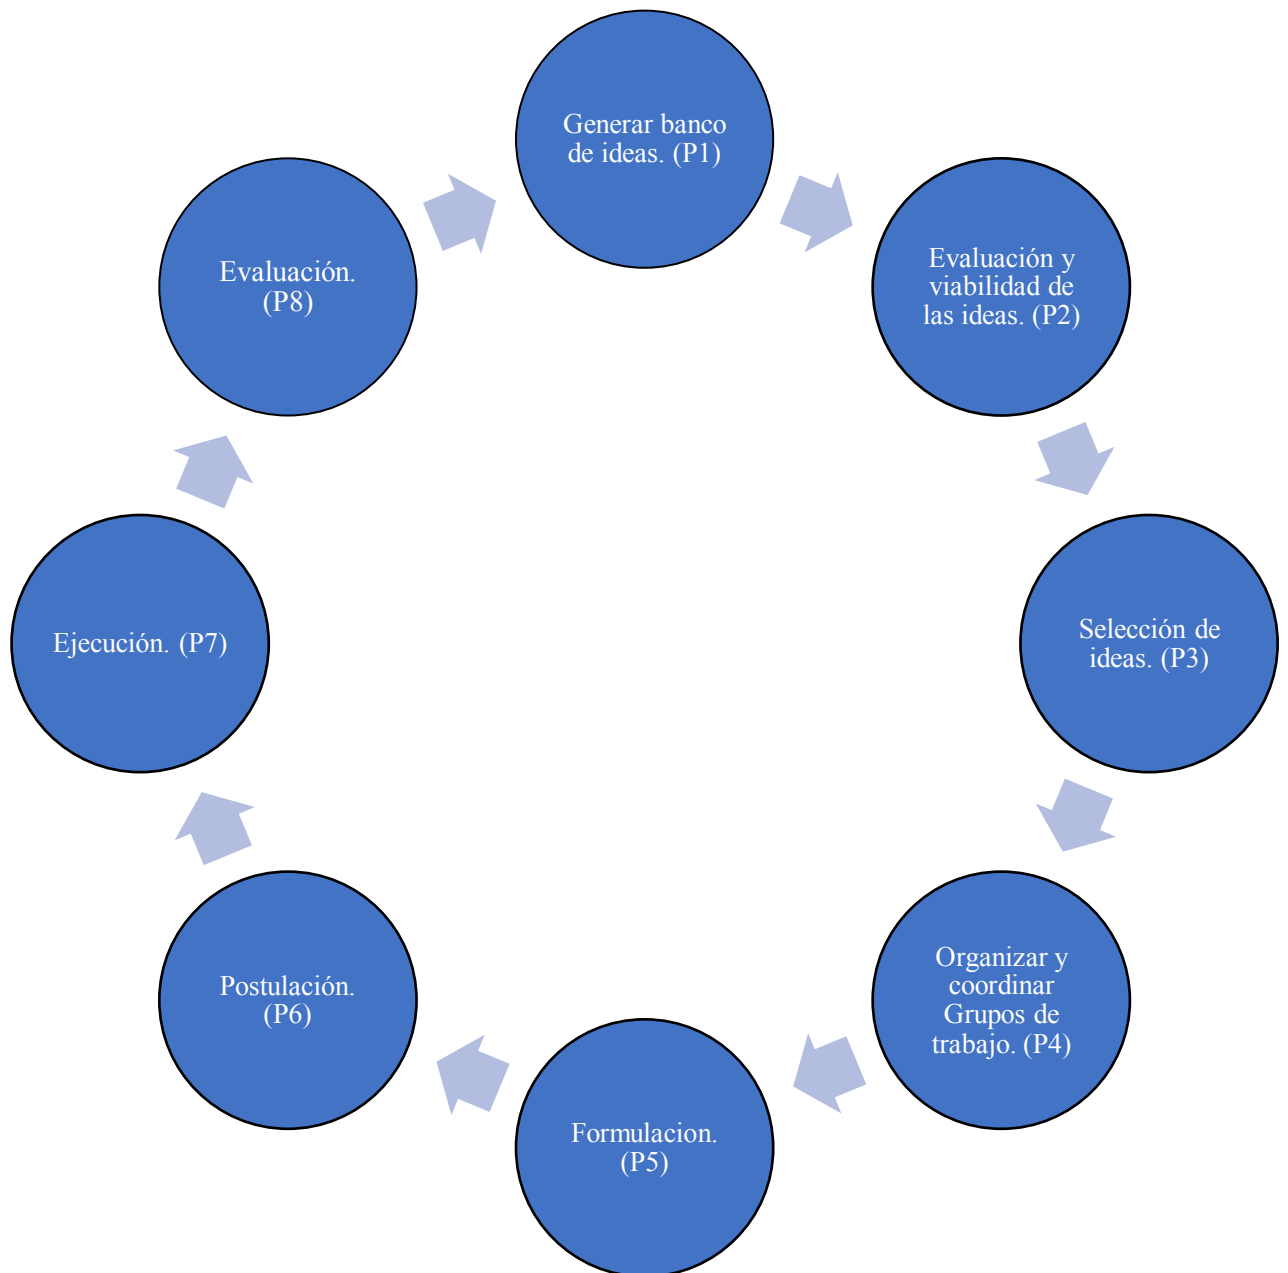 Generar banco
de ideas. (P1)
Evaluación y
viabilidad de
las ideas. (P2)
Selección de
ideas. (P3)
Organizar y
coordinar
Grupos de
trabajo. (P4)
Formulacion.
(P5)
Postulación.
(P6)
Ejecución. (P7)
Evaluación.
(P8)